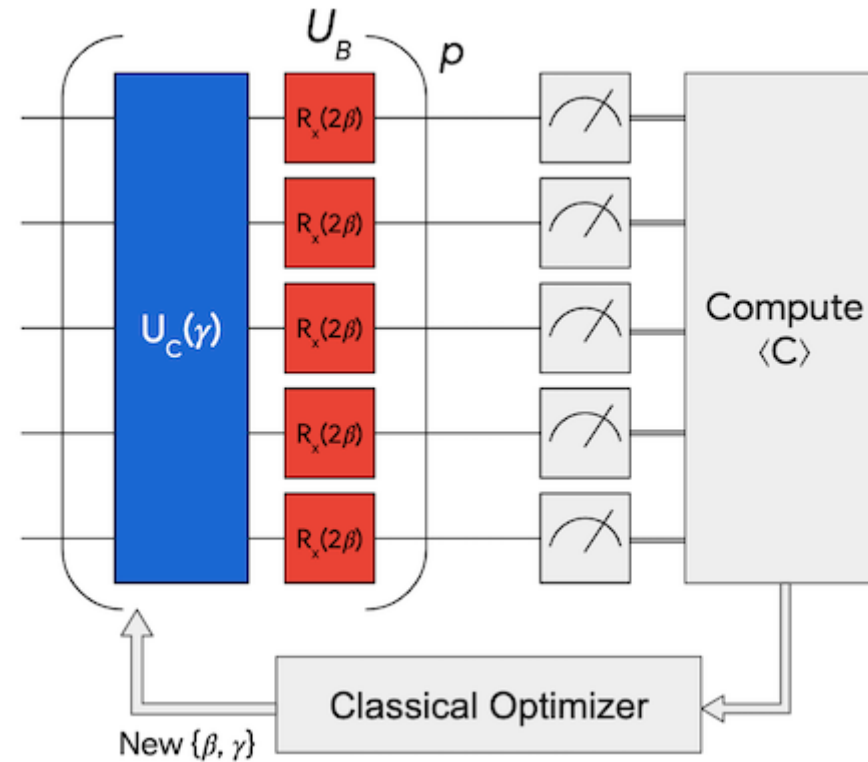 U_B
p
R_x(2β)
R_x(2β)
U_C(γ)
R_x(2β)
R_x(2β)
R_x(2β)
Compute
⟨C⟩
Classical Optimizer
New {β, γ}